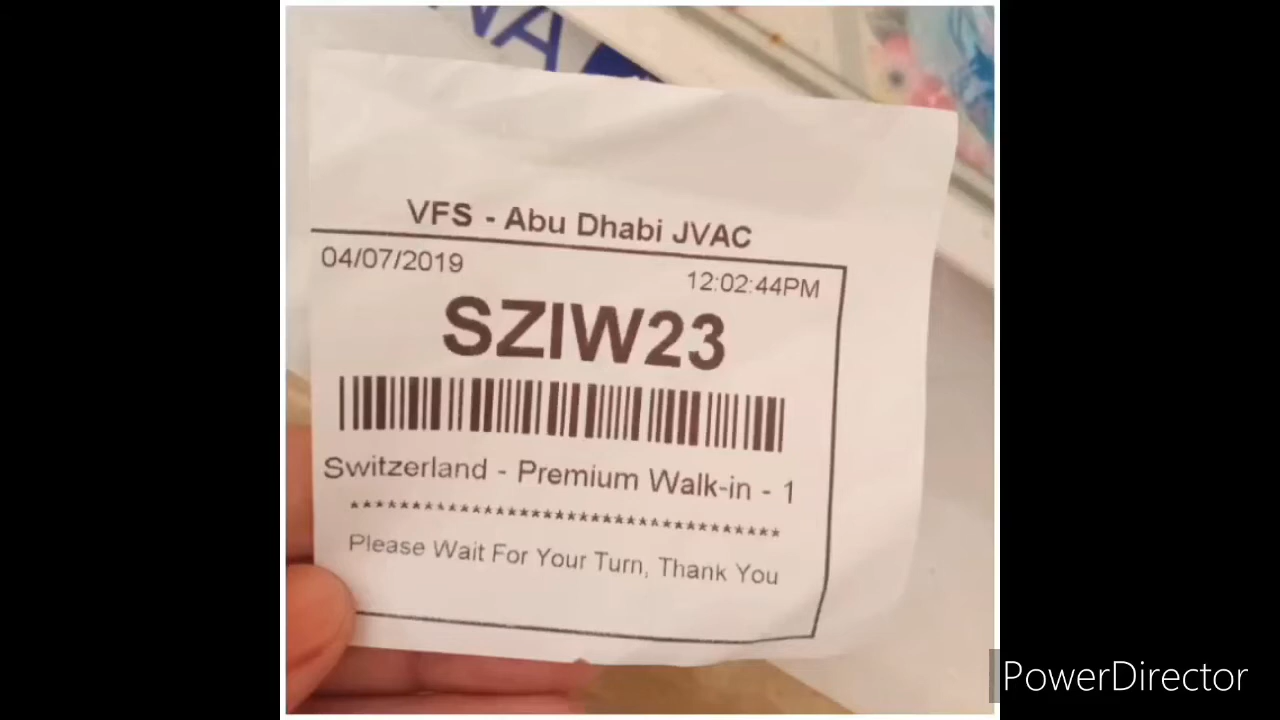 NA
VFS - Abu Dhabi JVAC
04/07/2019
12:02:44PM
SZIW23
Switzerland - Premium Walk-in - 1
************************************
Please Wait For Your Turn, Thank You
PowerDirector